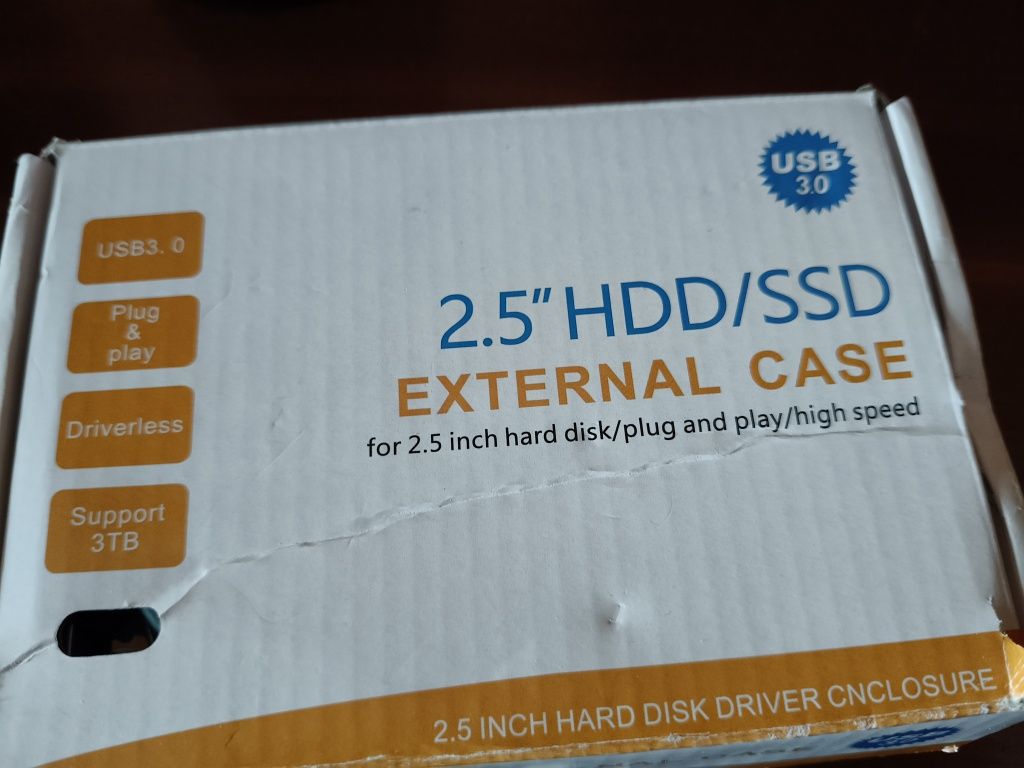 USB
3.0
USB3.0
Plug
&
play
Driverless
Support
3TB
2.5" HDD/SSD
EXTERNAL CASE
for 2.5 inch hard disk/plug and play/high speed
2.5 INCH HARD DISK DRIVER CNCLOSURE